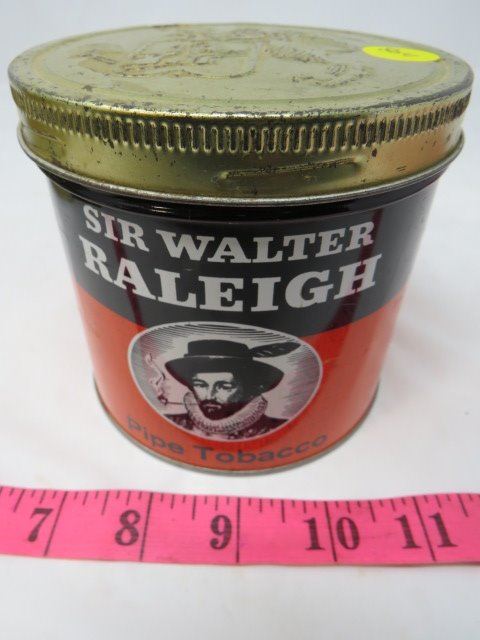 SIR WALTER
RALEIGH
Pipe Tobacco
7 8 9 10 11